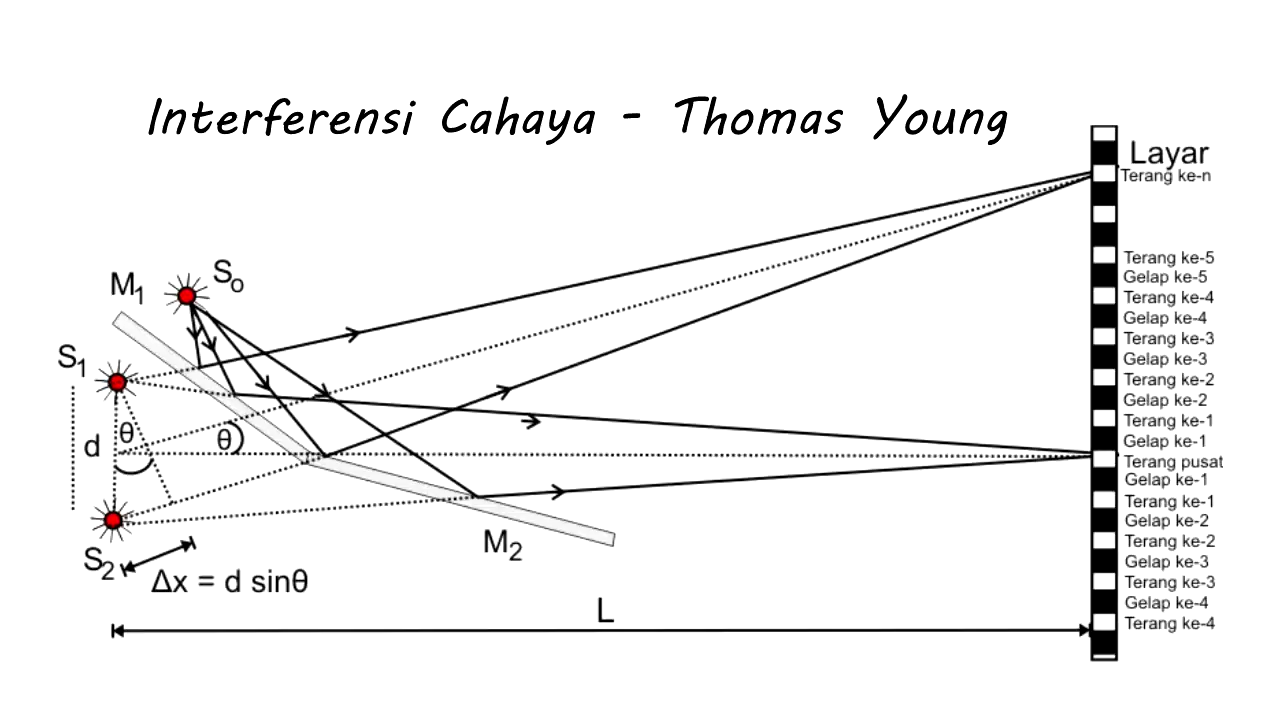 Interferensi Cahaya - Thomas Young
Layar
Terang ke-n
Terang ke-5
Gelap ke-5
Terang ke-4
Gelap ke-4
Terang ke-3
Gelap ke-3
Terang ke-2
Gelap ke-2
Terang ke-1
Gelap ke-1
Terang pusat
Gelap ke-1
Terang ke-1
Gelap ke-2
Terang ke-2
Gelap ke-3
Terang ke-3
Gelap ke-4
Terang ke-4
M1
So
S1
d
θ
θ
S2
M2
Δx = d sinθ
L